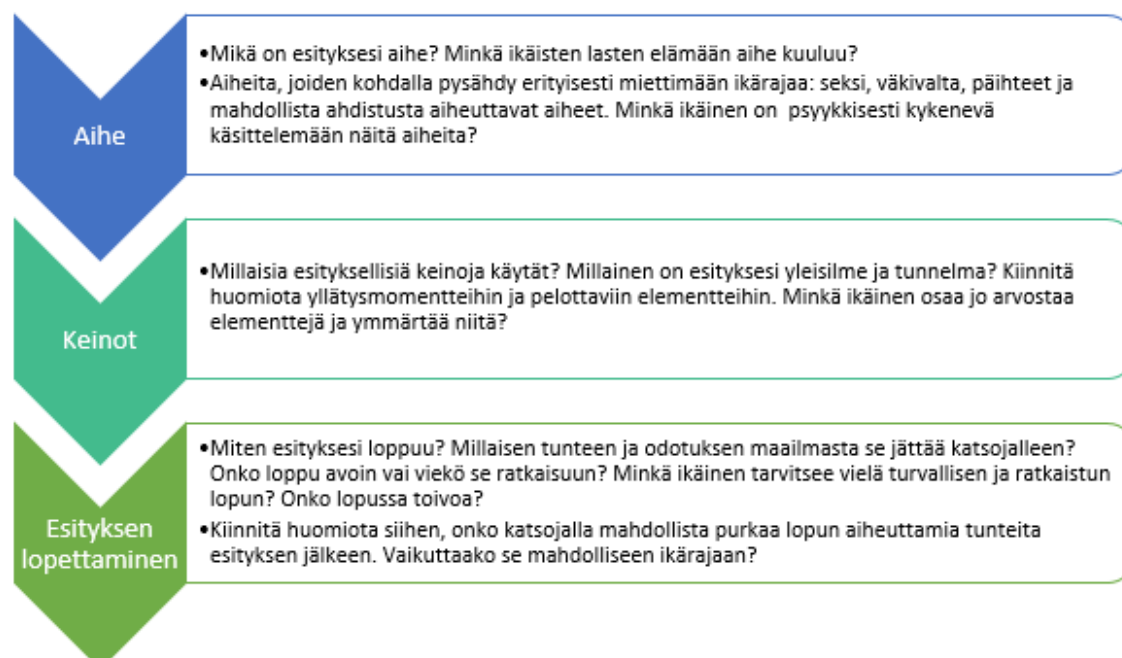 Aihe
•Mikä on esityksesi aihe? Minkä ikäisten lasten elämään aihe kuuluu?
•Aiheita, joiden kohdalla pysähdy erityisesti miettimään ikärajaa: seksi, väkivalta, päihteet ja
mahdollista ahdistusta aiheuttavat aiheet. Minkä ikäinen on  psyykkisesti kykenevä
käsittelemään näitä aiheita?
Keinot
•Millaisia esityksellisiä keinoja käytät? Millainen on esityksesi yleisilme ja tunnelma? Kiinnitä
huomiota yllätysmomentteihin ja pelottaviin elementteihin. Minkä ikäinen osaa jo arvostaa
elementtejä ja ymmärtää niitä?
Esityksen
lopettaminen
•Miten esityksesi loppuu? Millaisen tunteen ja odotuksen maailmasta se jättää katsojalleen?
Onko loppu avoin vai viekö se ratkaisuun? Minkä ikäinen tarvitsee vielä turvallisen ja ratkaistun
lopun? Onko lopussa toivoa?
•Kiinnitä huomiota siihen, onko katsojalla mahdollista purkaa lopun aiheuttamia tunteita
esityksen jälkeen. Vaikuttaako se mahdolliseen ikärajaan?